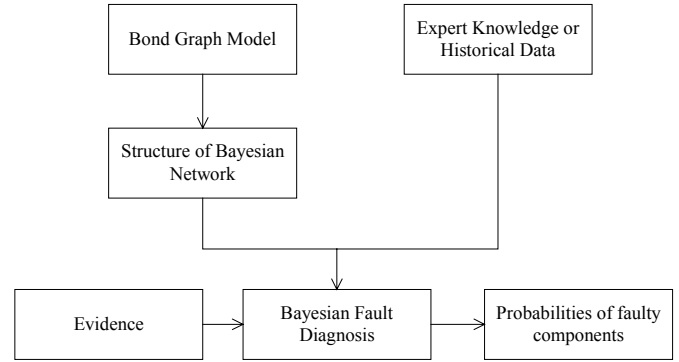 Bond Graph Model
Expert Knowledge or
Historical Data
Structure of Bayesian
Network
Evidence
Bayesian Fault
Diagnosis
Probabilities of faulty
components